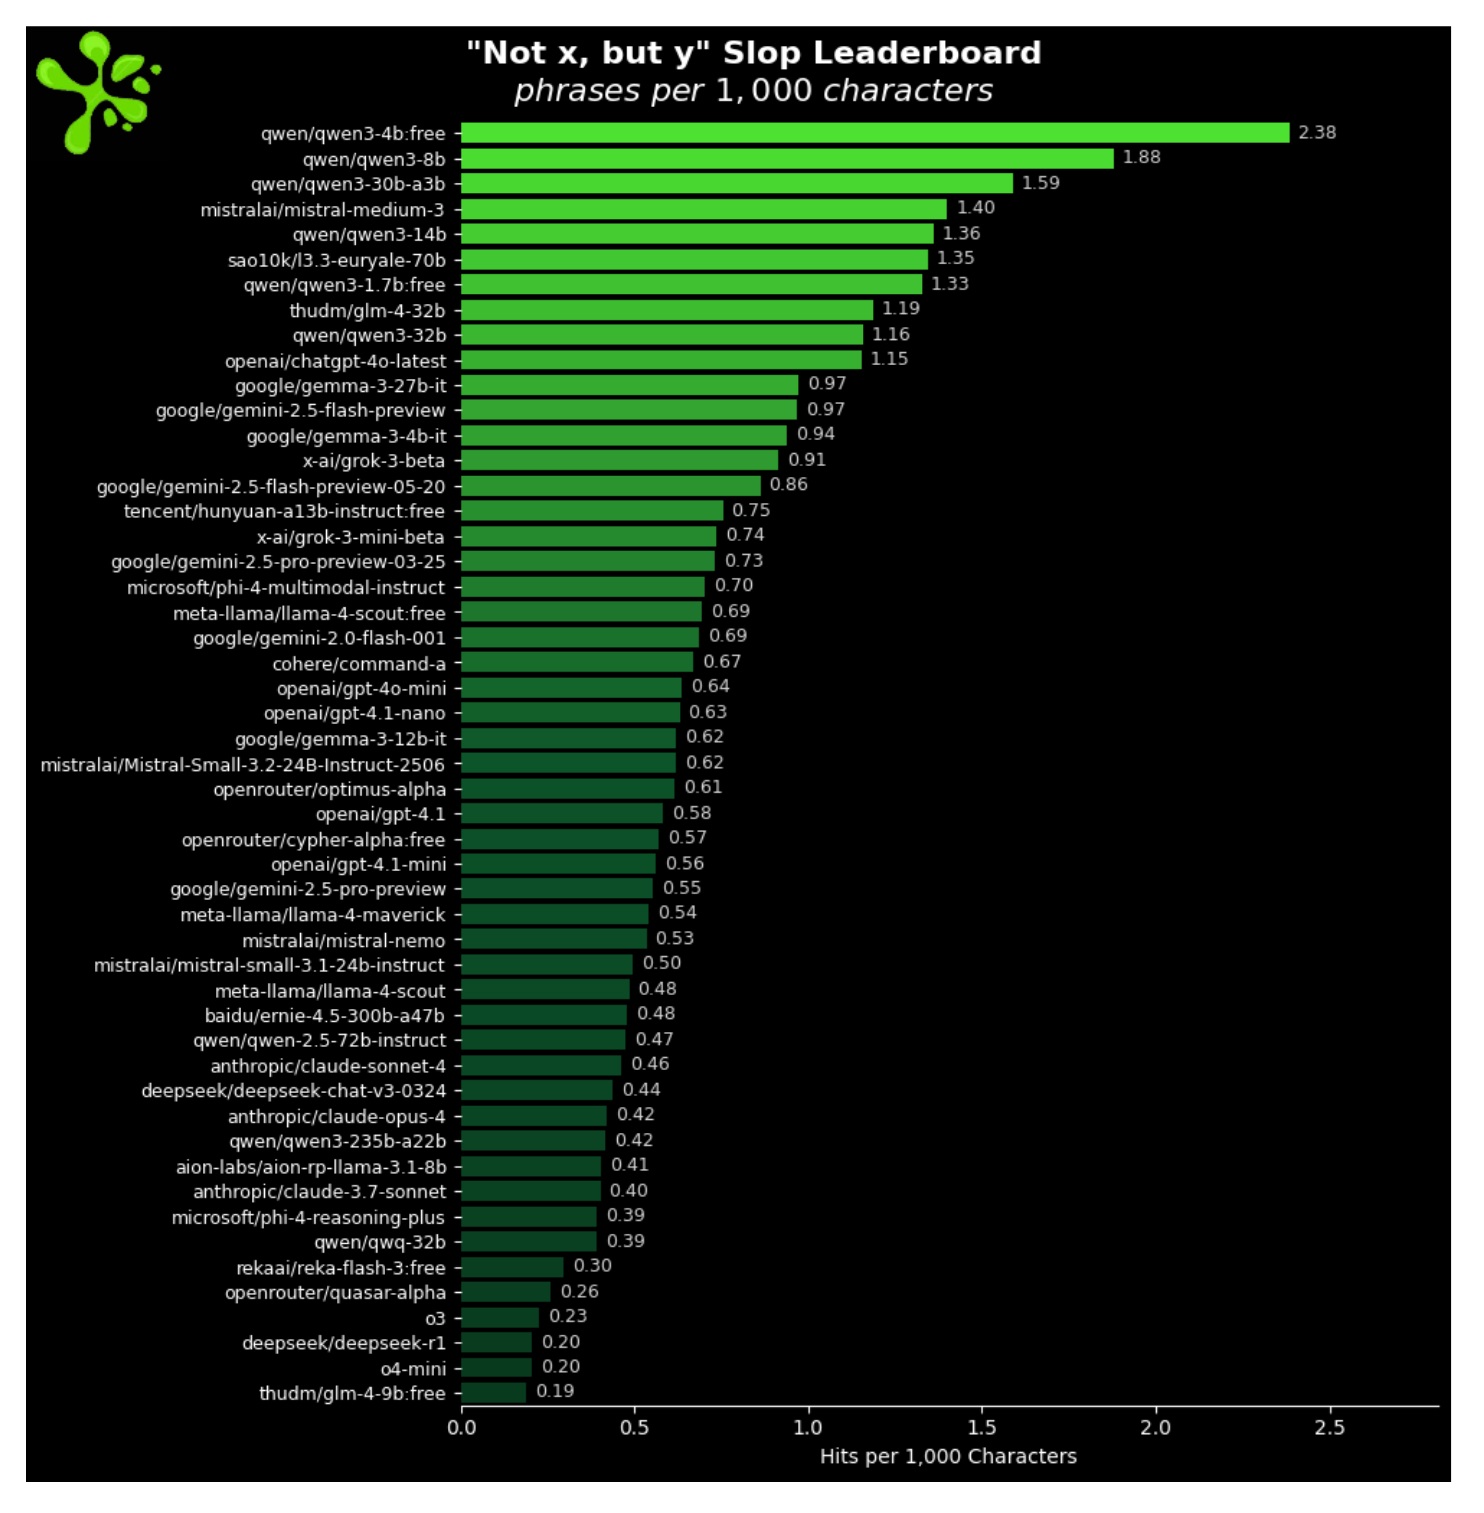 "Not x, but y" Slop Leaderboard
phrases per 1,000 characters
qwen/qwen3-4b:free 2.38
qwen/qwen3-8b 1.88
qwen/qwen3-30b-a3b 1.59
mistralai/mistral-medium-3 1.40
qwen/qwen3-14b 1.36
sao10k/l3.3-euryale-70b 1.35
qwen/qwen3-1.7b:free 1.33
thudm/glm-4-32b 1.19
qwen/qwen3-32b 1.16
openai/chatgpt-4o-latest 1.15
google/gemma-3-27b-it 0.97
google/gemini-2.5-flash-preview 0.97
google/gemma-3-4b-it 0.94
x-ai/grok-3-beta 0.91
google/gemini-2.5-flash-preview-05-20 0.86
tencent/hunyuan-a13b-instruct:free 0.75
x-ai/grok-3-mini-beta 0.74
google/gemini-2.5-pro-preview-03-25 0.73
microsoft/phi-4-multimodal-instruct 0.70
meta-llama/llama-4-scout:free 0.69
google/gemini-2.0-flash-001 0.69
cohere/command-a 0.67
openai/gpt-4o-mini 0.64
openai/gpt-4.1-nano 0.63
google/gemma-3-12b-it 0.62
mistralai/Mistral-Small-3.2-24B-Instruct-2506 0.62
openrouter/optimus-alpha 0.61
openai/gpt-4.1 0.58
openrouter/cypher-alpha:free 0.57
openai/gpt-4.1-mini 0.56
google/gemini-2.5-pro-preview 0.55
meta-llama/llama-4-maverick 0.54
mistralai/mistral-nemo 0.53
mistralai/mistral-small-3.1-24b-instruct 0.50
meta-llama/llama-4-scout 0.48
baidu/ernie-4.5-300b-a47b 0.48
qwen/qwen-2.5-72b-instruct 0.47
anthropic/claude-sonnet-4 0.46
deepseek/deepseek-chat-v3-0324 0.44
anthropic/claude-opus-4 0.42
qwen/qwen3-235b-a22b 0.42
aion-labs/aion-rp-llama-3.1-8b 0.41
anthropic/claude-3.7-sonnet 0.40
microsoft/phi-4-reasoning-plus 0.39
qwen/qwq-32b 0.39
rekaai/reka-flash-3:free 0.30
openrouter/quasar-alpha 0.26
o3 0.23
deepseek/deepseek-r1 0.20
o4-mini 0.20
thudm/glm-4-9b:free 0.19
0.0 0.5 1.0 1.5 2.0 2.5
Hits per 1,000 Characters